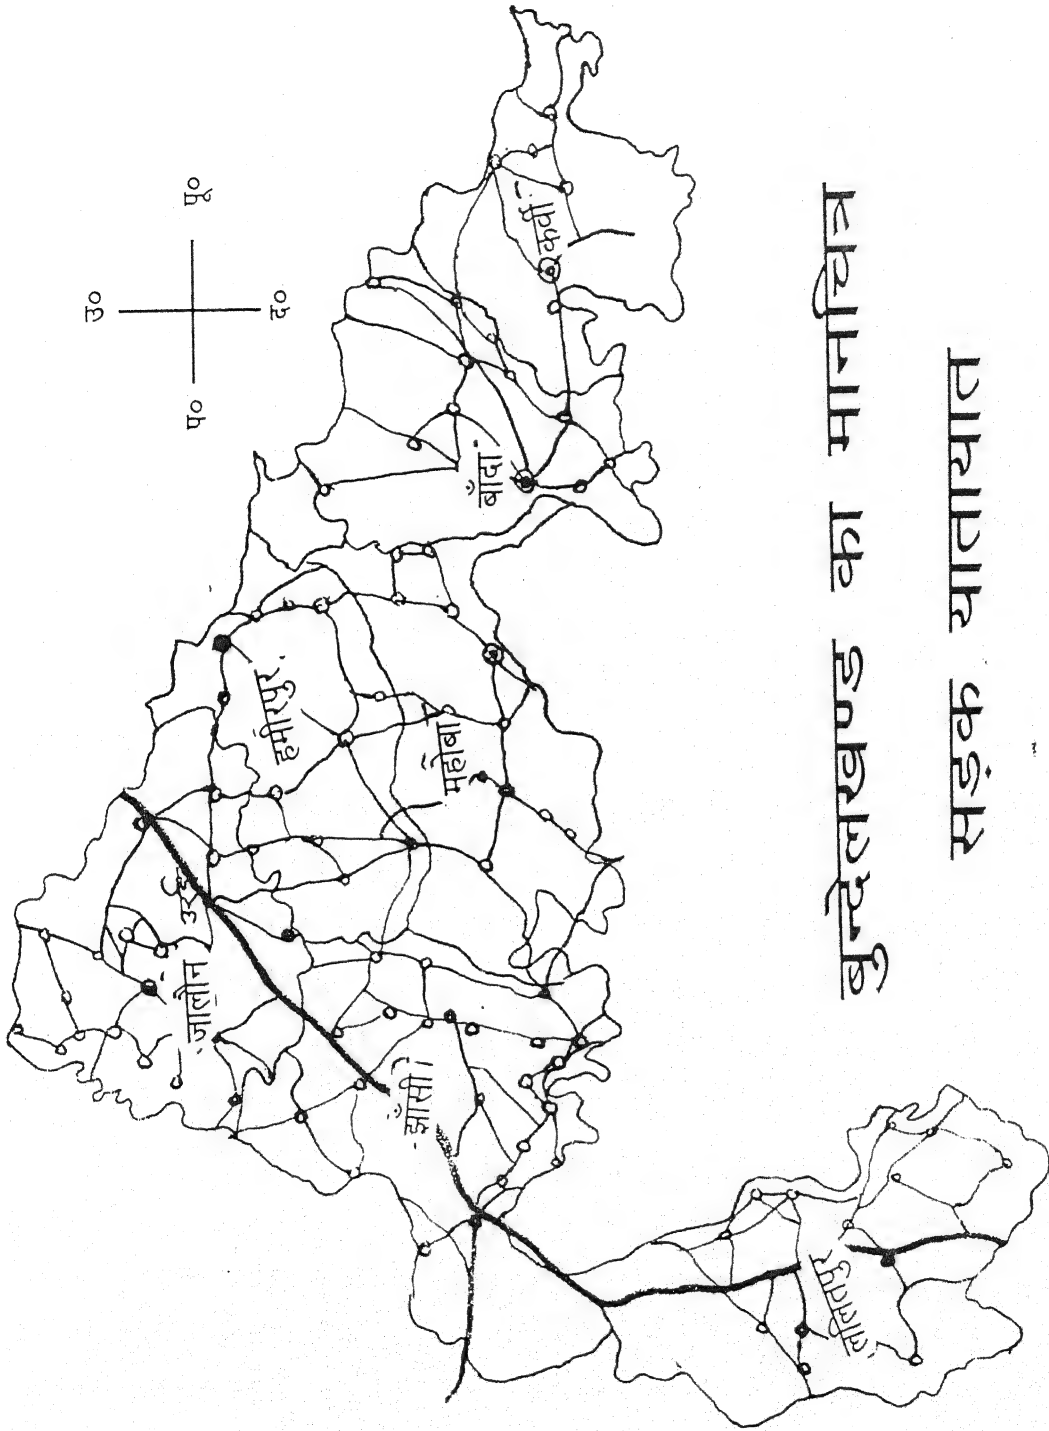 बुन्देलखण्ड का मानचित्र
सड़क यातायात
पू०
उ०
द०
प०
कर्वी
बाँदा
हमीरपुर
महोबा
उरई
जालौन
झाँसी
ललितपुर